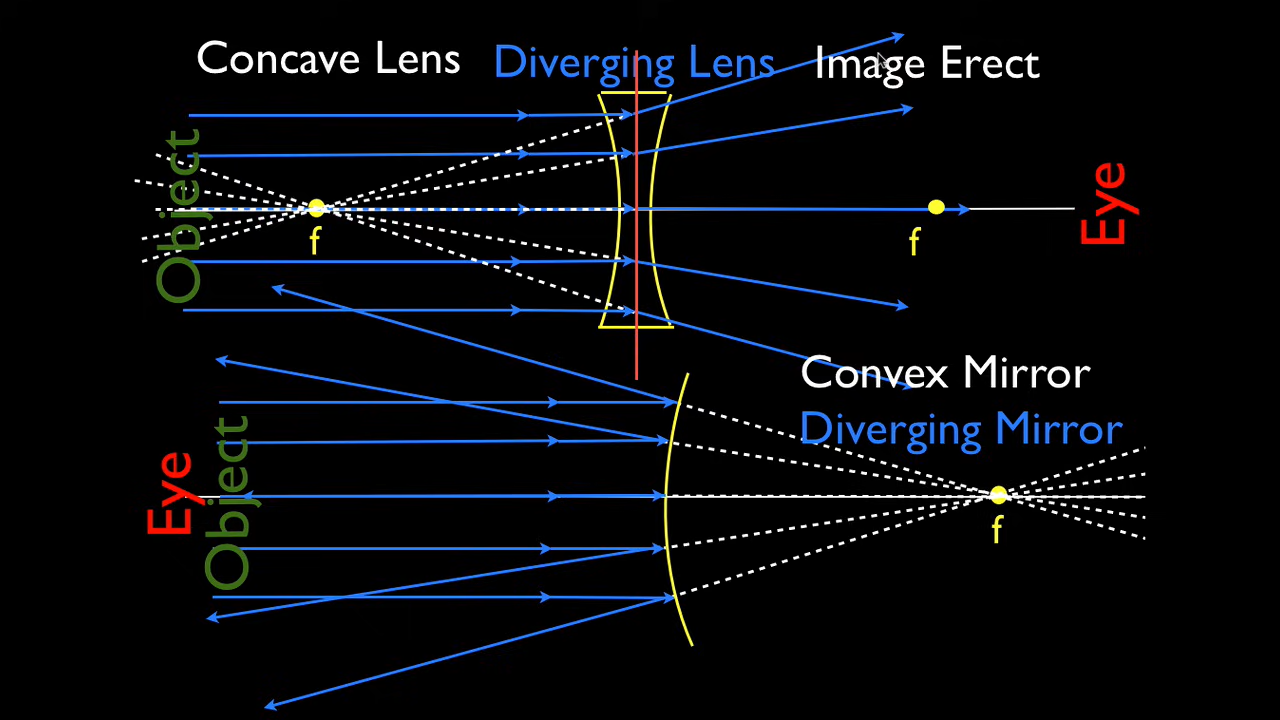 Concave Lens
Diverging Lens
Image Erect
Object
f
f
Eye
Convex Mirror
Diverging Mirror
Eye
Object
f